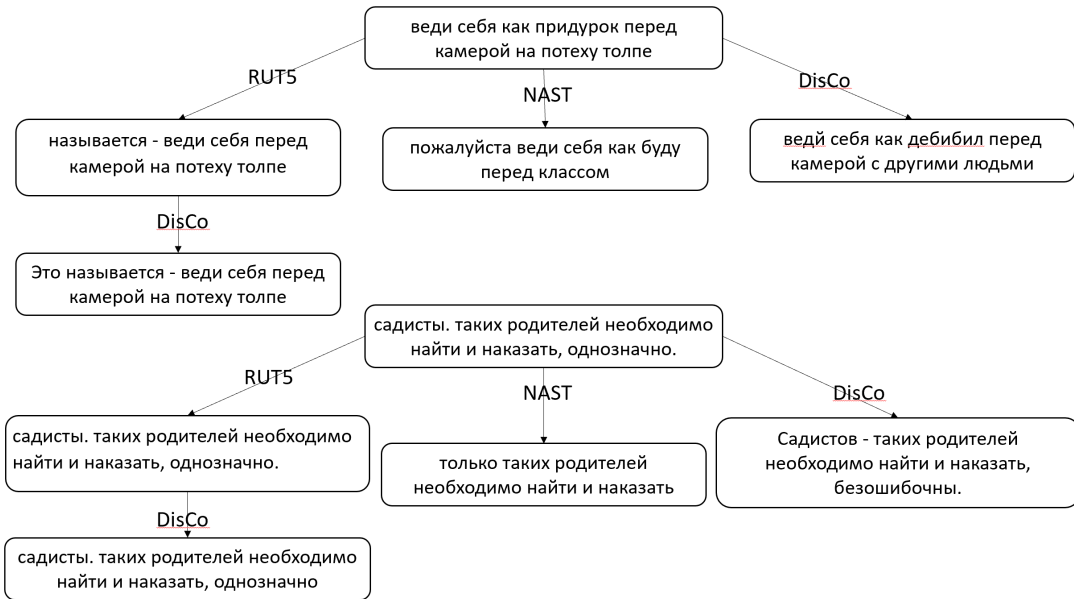 веди себя как придурок перед
камерой на потеху толпе
RUT5
NAST
DisCo
называется - веди себя перед
камерой на потеху толпе
пожалуйста веди себя как буду
перед классом
ведй себя как дебибил перед
камерой с другими людьми
DisCo
Это называется - веди себя перед
камерой на потеху толпе
садисты. таких родителей необходимо
найти и наказать, однозначно.
RUT5
NAST
DisCo
садисты. таких родителей необходимо
найти и наказать, однозначно.
только таких родителей
необходимо найти и наказать
Садистов - таких родителей
необходимо найти и наказать,
безошибочны.
DisCo
садисты. таких родителей необходимо
найти и наказать, однозначно